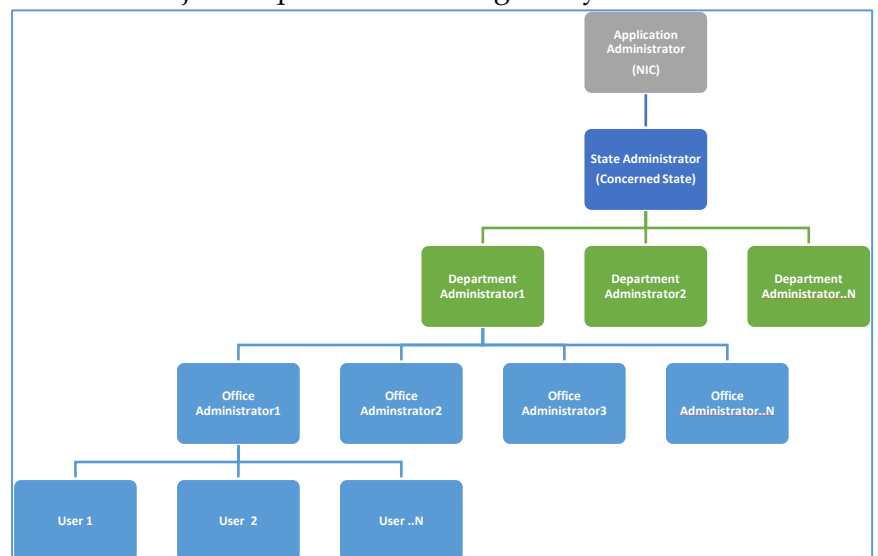 Application
Administrator
(NIC)
State Administrator
(Concerned State)
Department
Administrator1
Department
Adminstrator2
Department
Administrator..N
Office
Administrator1
Office
Adminstrator2
Office
Administrator3
Office
Administrator..N
User 1
User 2
User ..N